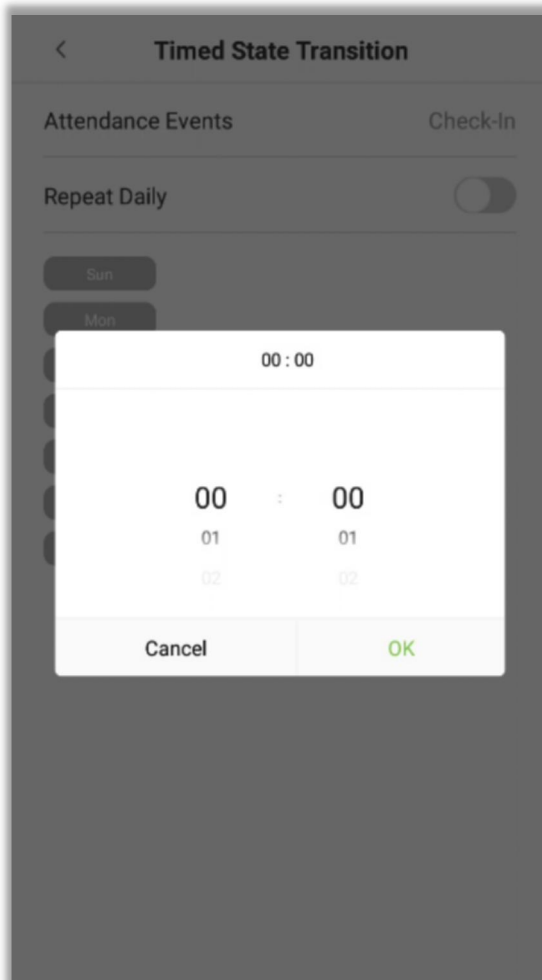 Timed State Transition
Attendance Events Check-In
Repeat Daily
Sun
Mon
00 : 00
00 : 00
01 01
02 02
Cancel OK